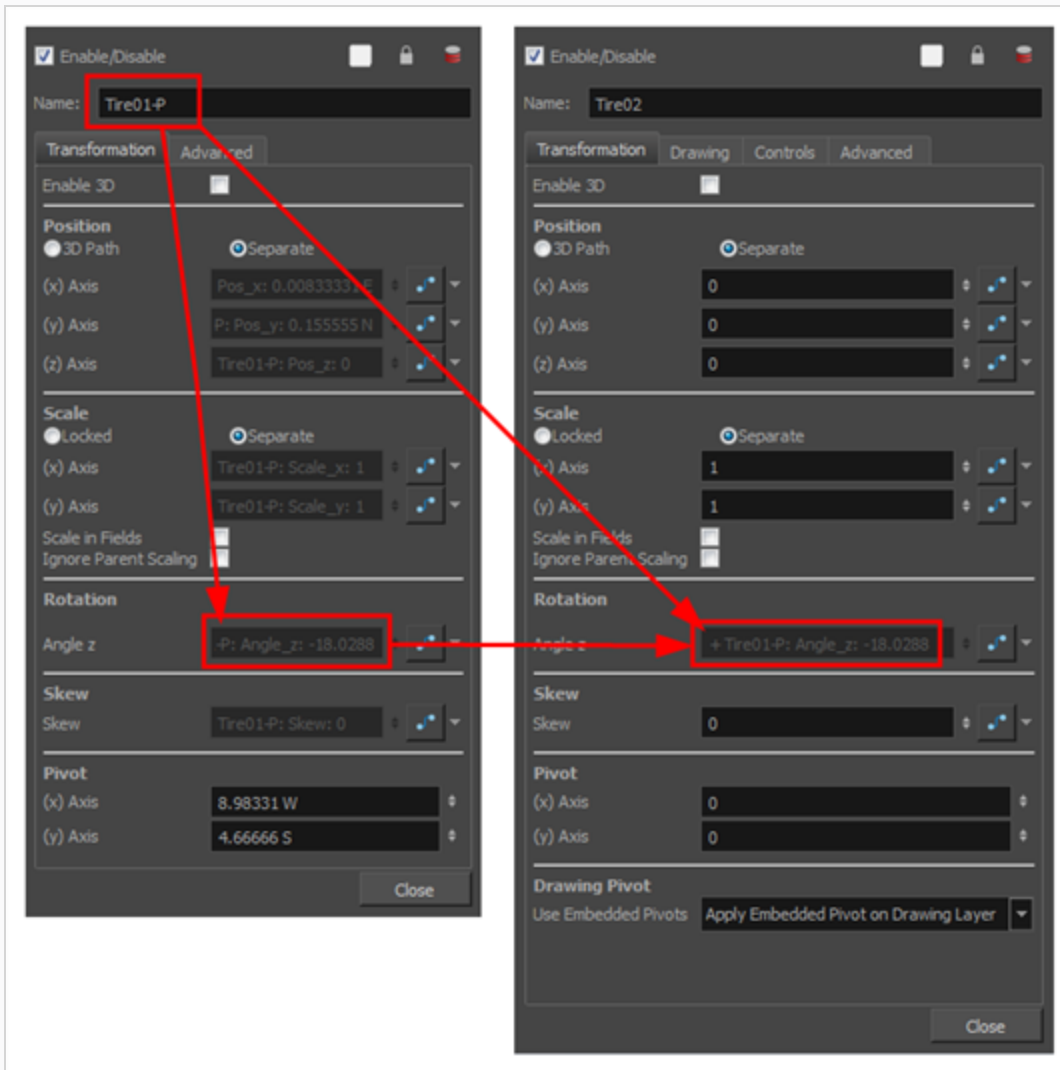 Enable/Disable
Name: Tire01-P
Transformation Advanced
Enable 3D
Position
3D Path Separate
(x) Axis Pos_x: 0.00833331 E
(y) Axis P: Pos_y: 0.155555 N
(z) Axis Tire01-P: Pos_z: 0
Scale
Locked Separate
(x) Axis Tire01-P: Scale_x: 1
(y) Axis Tire01-P: Scale_y: 1
Scale in Fields
Ignore Parent Scaling
Rotation
Angle z -P: Angle_z: -18.0288
Skew
Skew Tire01-P: Skew: 0
Pivot
(x) Axis 8.98331 W
(y) Axis 4.66666 S
Close
Enable/Disable
Name: Tire02
Transformation Drawing Controls Advanced
Enable 3D
Position
3D Path Separate
(x) Axis 0
(y) Axis 0
(z) Axis 0
Scale
Locked Separate
(x) Axis 1
(y) Axis 1
Scale in Fields
Ignore Parent Scaling
Rotation
Angle z + Tire01-P: Angle_z: -18.0288
Skew
Skew 0
Pivot
(x) Axis 0
(y) Axis 0
Drawing Pivot
Use Embedded Pivots Apply Embedded Pivot on Drawing Layer
Close